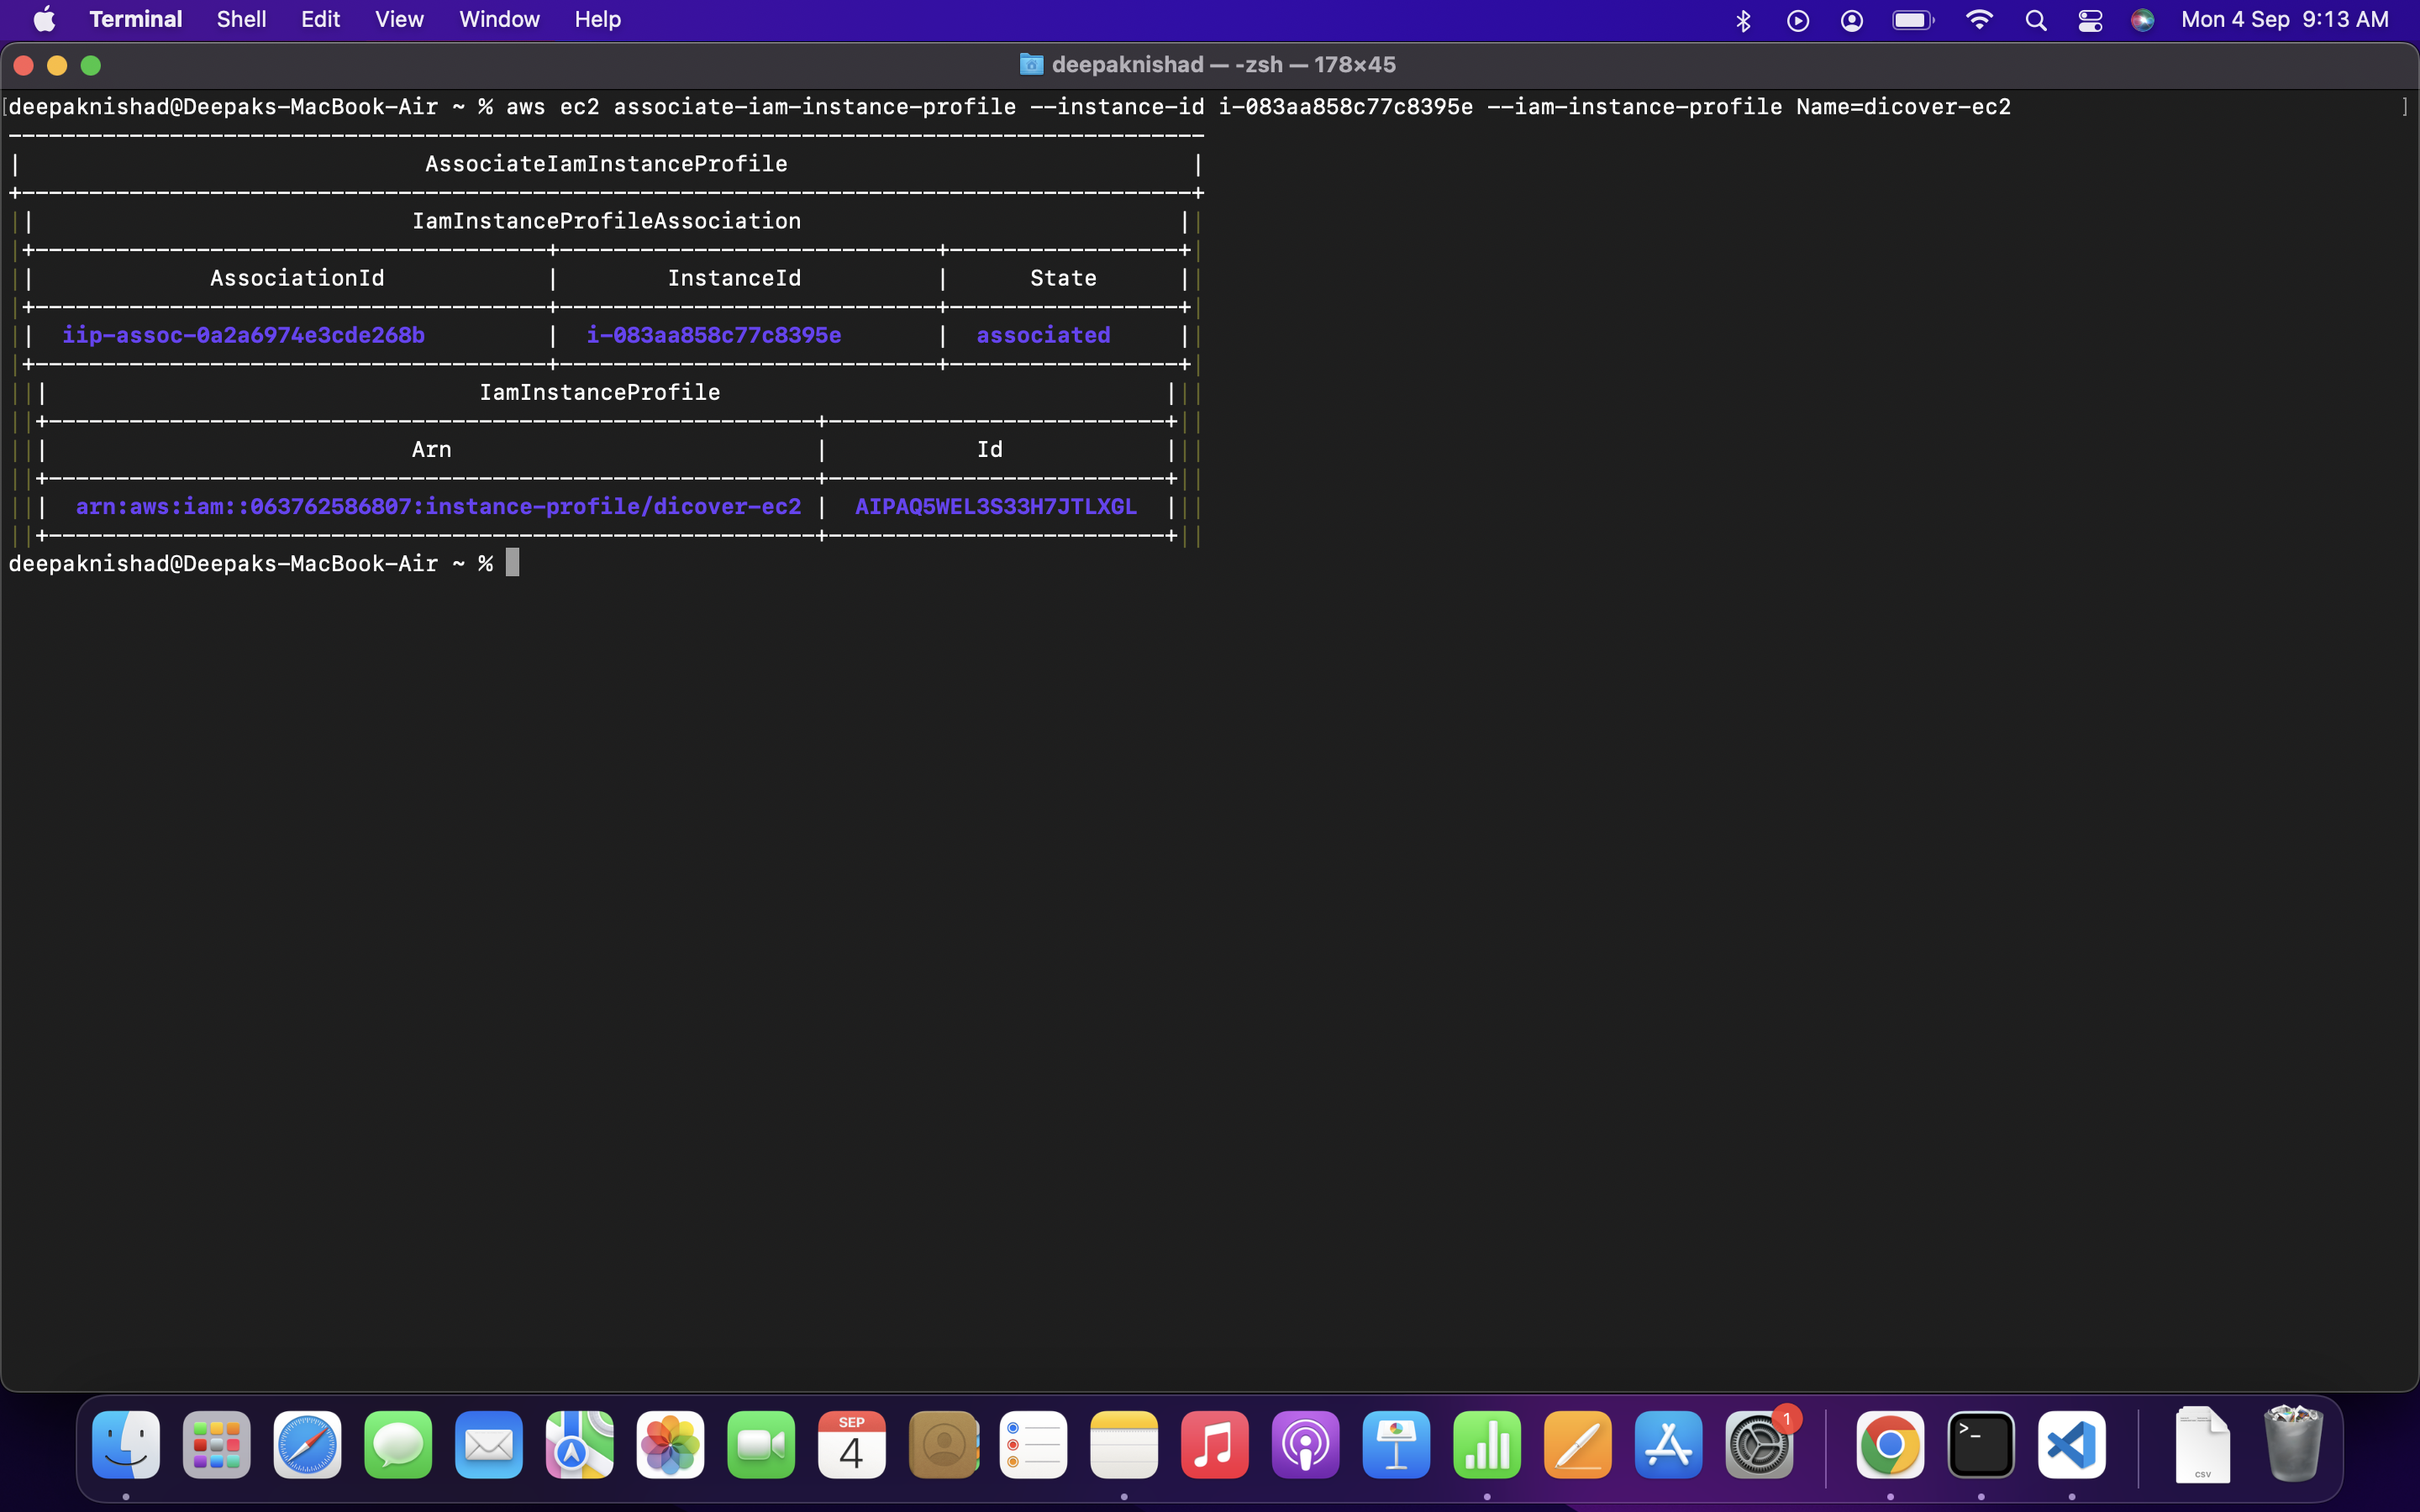 Terminal Shell Edit View Window Help Mon 4 Sep 9:13 AM
deepaknishad — -zsh — 178×45
[deepaknishad@Deepaks-MacBook-Air ~ % aws ec2 associate-iam-instance-profile --instance-id i-083aa858c77c8395e --iam-instance-profile Name=dicover-ec2 ]
-----------------------------------------------------------------------------------------
| AssociateIamInstanceProfile |
+---------------------------------------------------------------------------------------+
|| IamInstanceProfileAssociation ||
|+--------------------------------------+----------------------------+-----------------+|
|| AssociationId | InstanceId | State ||
|+--------------------------------------+----------------------------+-----------------+|
|| iip-assoc-0a2a6974e3cde268b | i-083aa858c77c8395e | associated ||
|+--------------------------------------+----------------------------+-----------------+|
||| IamInstanceProfile |||
||+---------------------------------------------------------+-------------------------+||
||| Arn | Id |||
||+---------------------------------------------------------+-------------------------+||
||| arn:aws:iam::063762586807:instance-profile/dicover-ec2 | AIPAQ5WEL3S33H7JTLXGL |||
||+---------------------------------------------------------+-------------------------+||
deepaknishad@Deepaks-MacBook-Air ~ %
SEP
4
1
>_
CSV